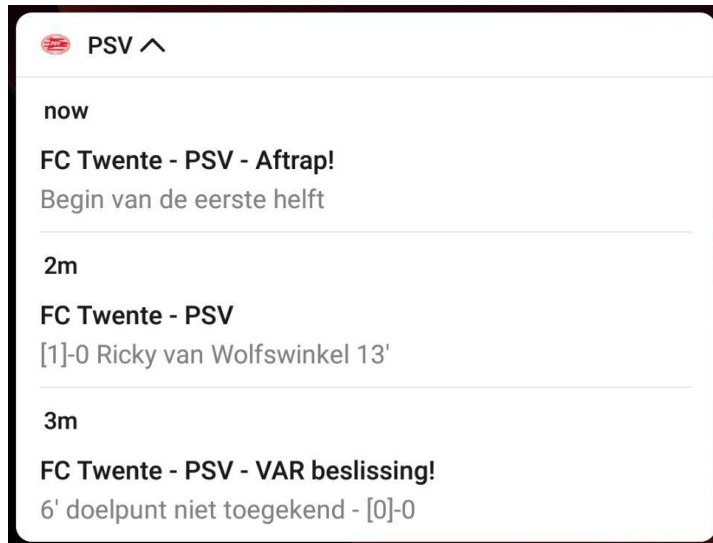 PSV
now
FC Twente - PSV - Aftrap!
Begin van de eerste helft
2m
FC Twente - PSV
[1]-0 Ricky van Wolfswinkel 13'
3m
FC Twente - PSV - VAR beslissing!
6' doelpunt niet toegekend - [0]-0